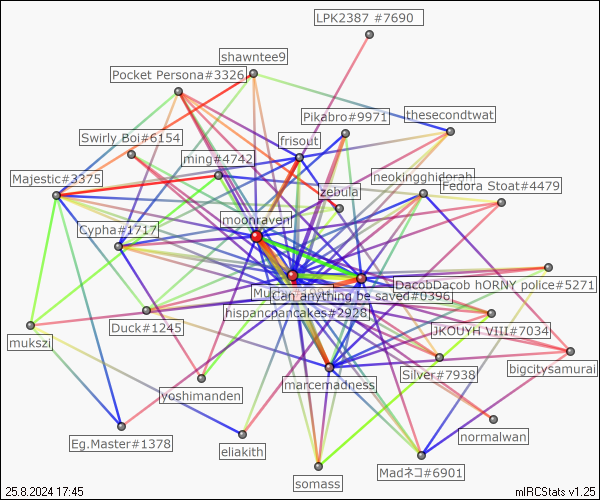 LPK2387 #7690
shawntee9
Pocket Persona#3326
Pikabro#9971
thesecondtwat
Swirly Boi#6154
frisout
ming#4742
Majestic#3375
neokingghidorah
Fedora Stoat#4479
zebula
moonraven
Cypha#1717
DacobDacob hORNY police#5271
Can anything be saved#0396
hispancpancakes#2928
Duck#1245
JKOUYH VIII#7034
mukszi
bigcitysamurai
Silver#7938
marcemadness
yoshimanden
normalwan
Eg.Master#1378
eliakith
Madネコ#6901
somass
25.8.2024 17:45
mIRCStats v1.25